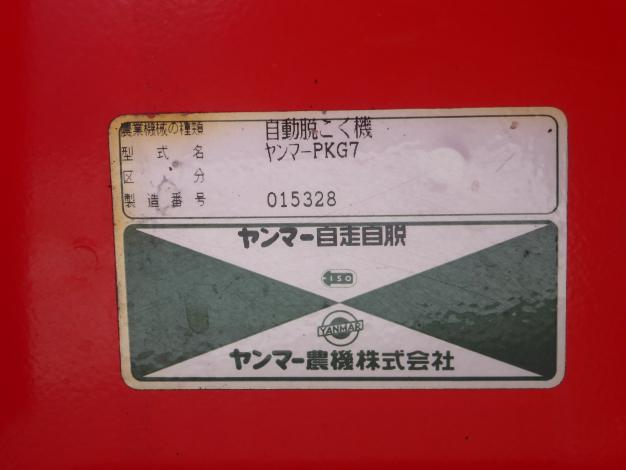 農業機械の種類 自動脱こく機
型式名 ヤンマーPKG7
区分
製造番号 015328
ヤンマー自走自脱
ISO
YANMAR
ヤンマー農機株式会社